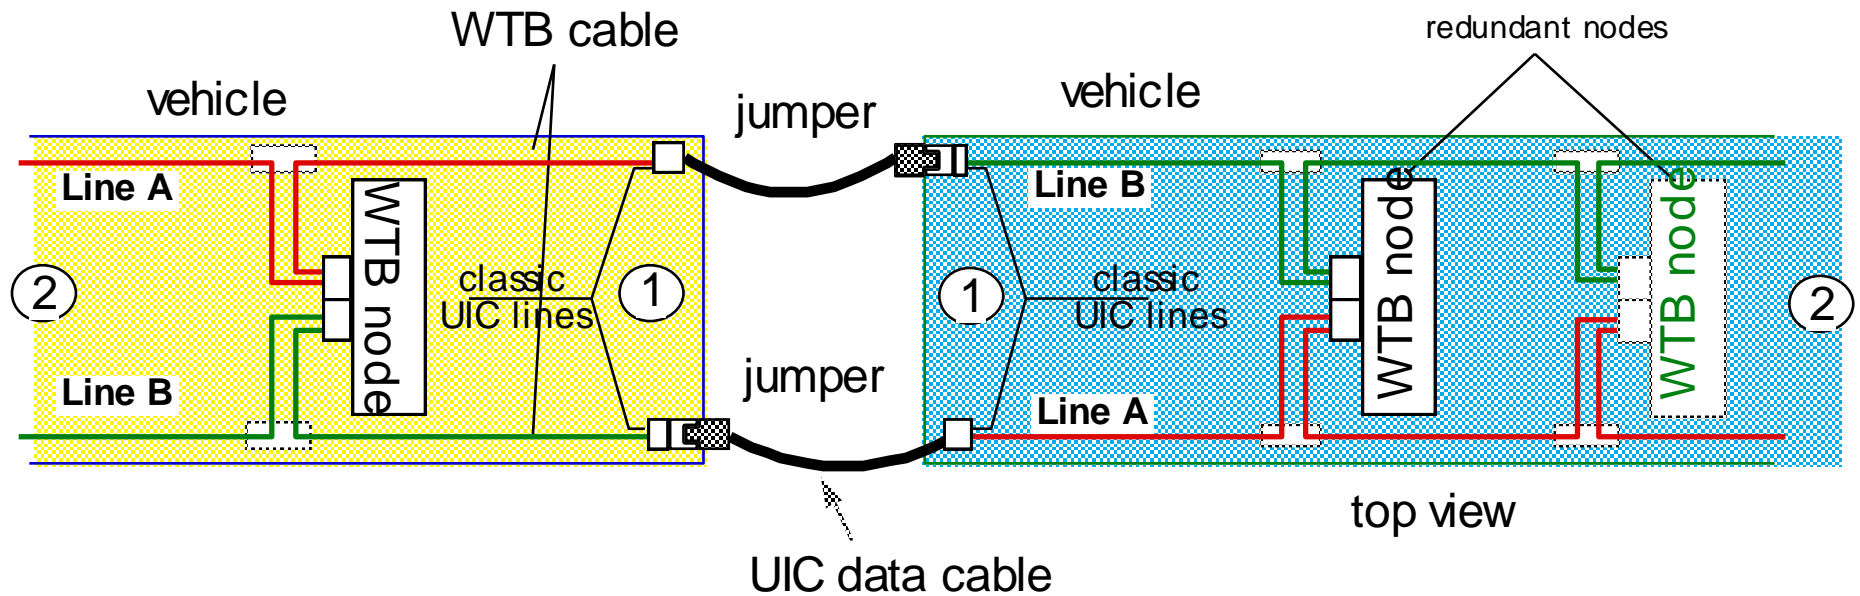 WTB cable
redundant nodes
vehicle
jumper
vehicle
Line A
WTB node
Line B
WTB node
WTB node
2
classic
UIC lines
1
1
classic
UIC lines
2
jumper
Line B
Line A
top view
UIC data cable